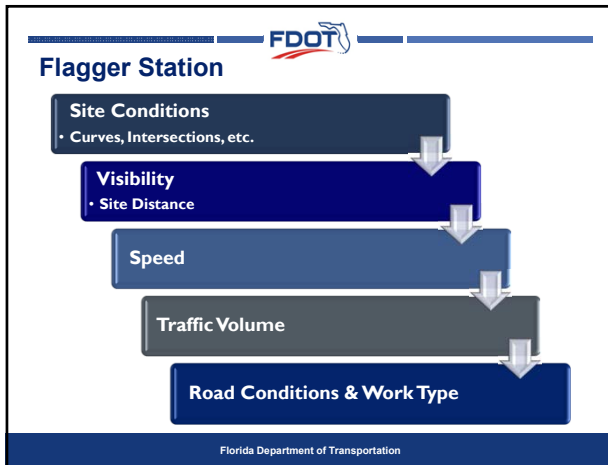 FDOT
Flagger Station
Site Conditions
• Curves, Intersections, etc.
Visibility
• Site Distance
Speed
Traffic Volume
Road Conditions & Work Type
Florida Department of Transportation